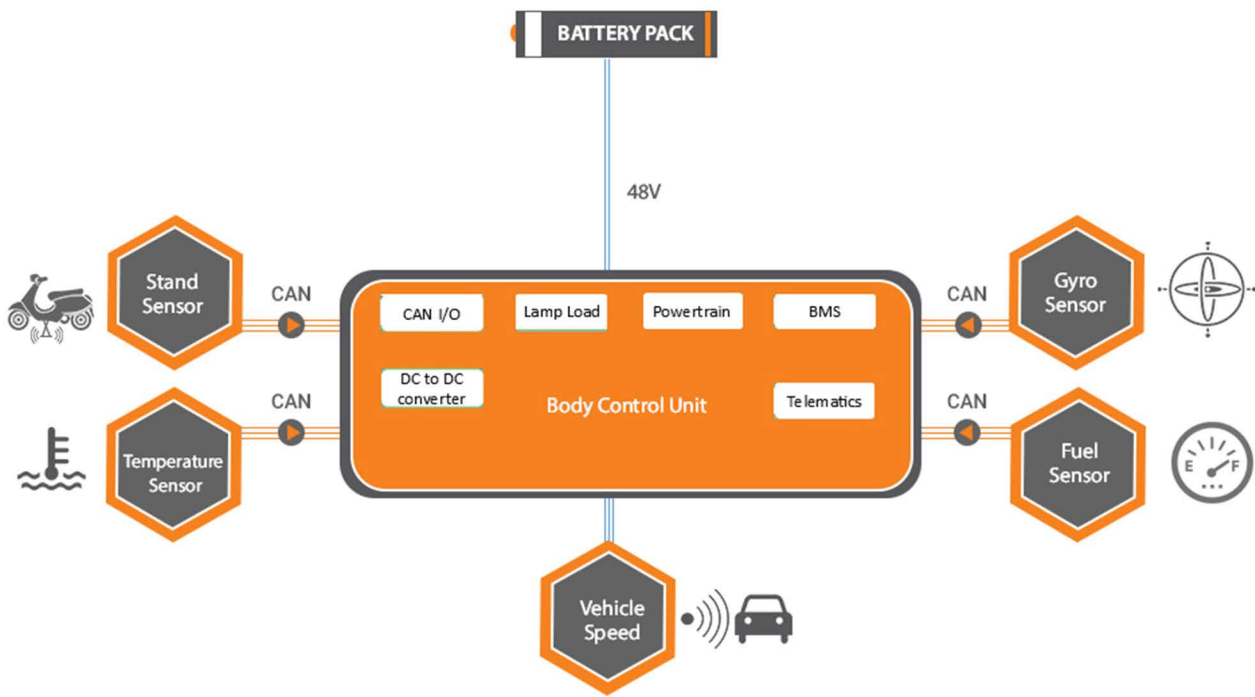 BATTERY PACK
48V
Stand
Sensor
CAN
CAN I/O
Lamp Load
Powertrain
BMS
CAN
Gyro
Sensor
DC to DC
converter
Body Control Unit
Telematics
CAN
Temperature
Sensor
CAN
Fuel
Sensor
E
F
Vehicle
Speed